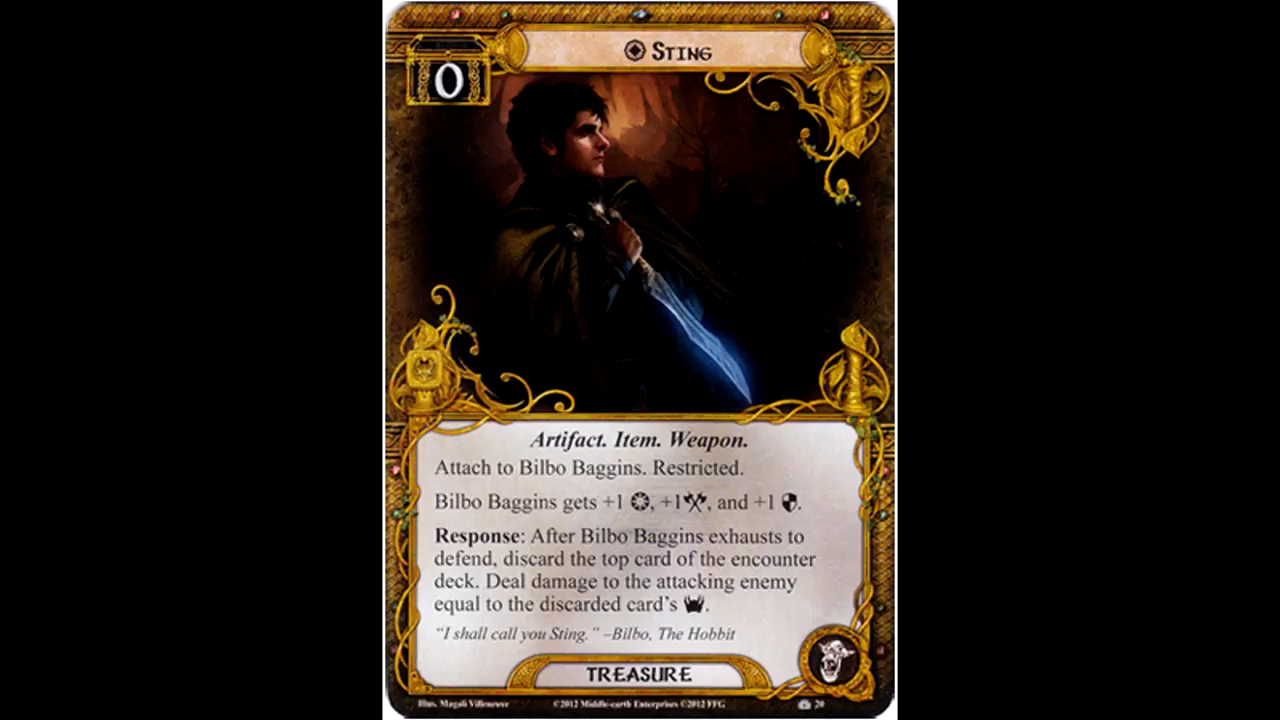 STING
0
Artifact. Item. Weapon.
Attach to Bilbo Baggins. Restricted.
Bilbo Baggins gets +1 , +1 , and +1 .
Response: After Bilbo Baggins exhausts to
defend, discard the top card of the encounter
deck. Deal damage to the attacking enemy
equal to the discarded card's .
"I shall call you Sting." –Bilbo, The Hobbit
TREASURE
Illus. Magali Villeneuve ©2012 Middle-earth Enterprises ©2012 FFG 20